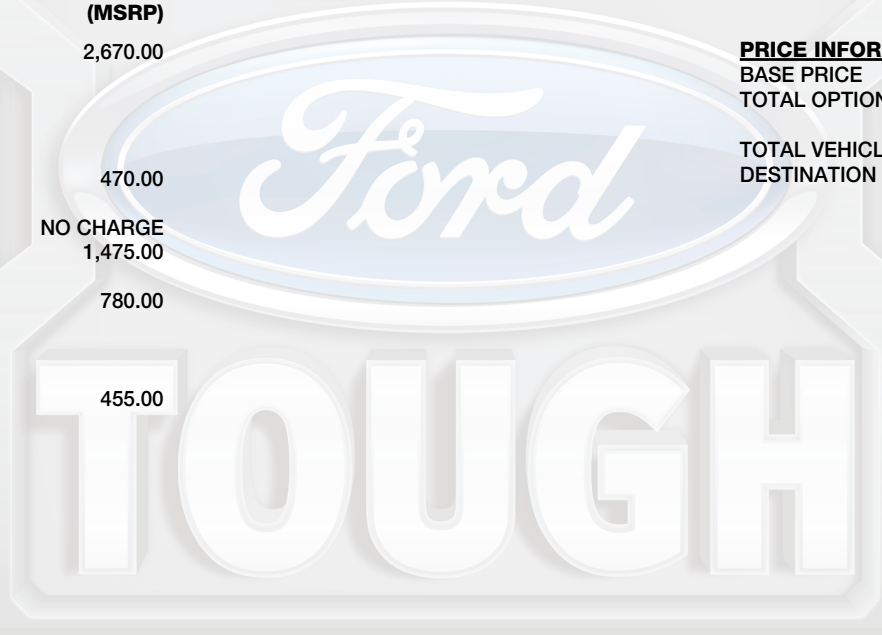 (MSRP)
2,670.00
470.00
NO CHARGE
1,475.00
780.00
455.00
PRICE INFOR
BASE PRICE
TOTAL OPTION
TOTAL VEHICL
DESTINATION
Ford
TOUGH